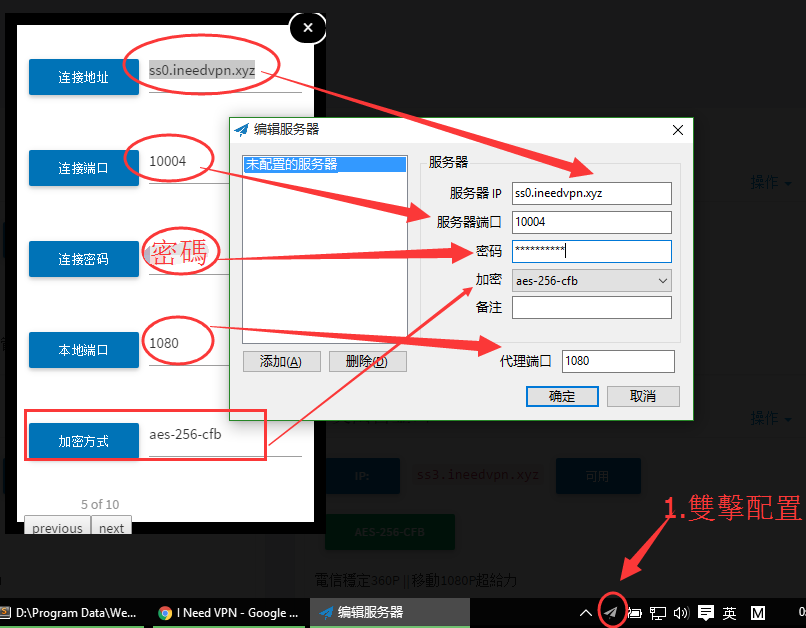 ×
连接地址
ss0.ineedvpn.xyz
连接端口
10004
连接密码
密碼
本地端口
1080
加密方式
aes-256-cfb
5 of 10
previous
next
编辑服务器
未配置的服务器
添加(A)
删除(D)
服务器
服务器 IP
ss0.ineedvpn.xyz
服务器端口
10004
密码
**********
加密
aes-256-cfb
备注
代理端口
1080
确定
取消
操作
操作
IP:
ss3.ineedvpn.xyz
可用
AES-256-CFB
電信穩定360P || 移動1080P超給力
1.雙擊配置
D:\Program Data\We...
I Need VPN - Google ...
编辑服务器
英
M